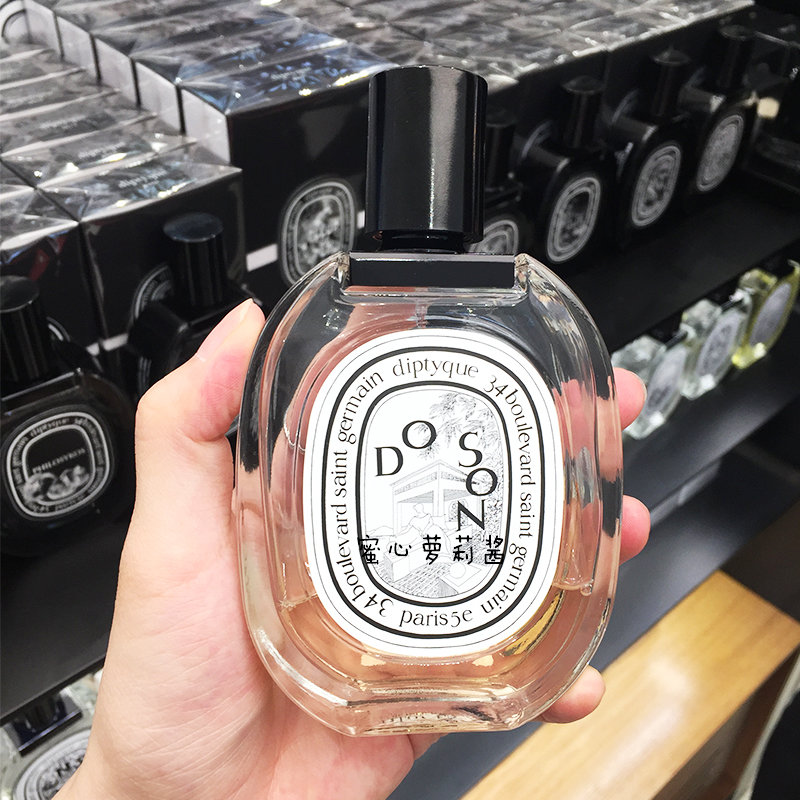 34 boulevard saint germain diptyque 34 boulevard saint germain paris 5e
DO SON
蜜心萝莉酱
PHILOSYKOS